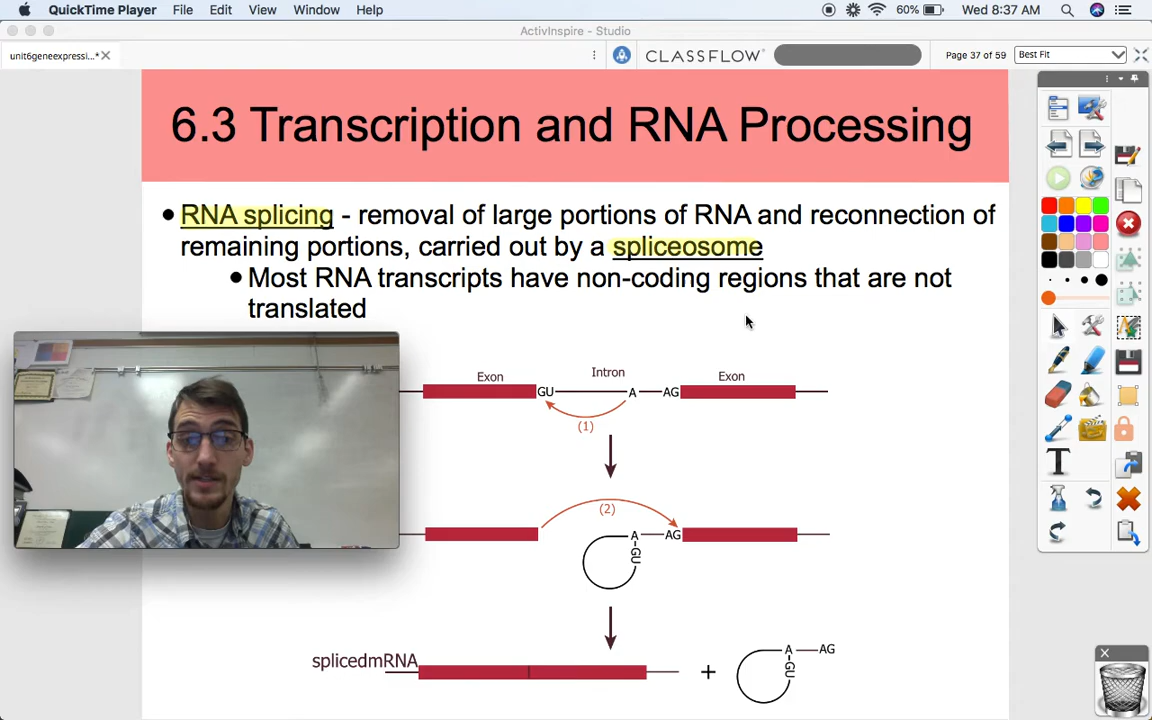 QuickTime Player File Edit View Window Help 60% Wed 8:37 AM
ActivInspire - Studio
unit6geneexpressi...* CLASSFLOW Page 37 of 59 Best Fit
6.3 Transcription and RNA Processing
• RNA splicing - removal of large portions of RNA and reconnection of
remaining portions, carried out by a spliceosome
• Most RNA transcripts have non-coding regions that are not
translated
Exon Intron Exon
GU A AG
(1)
(2)
A AG
GU
splicedmRNA + A AG
GU
T